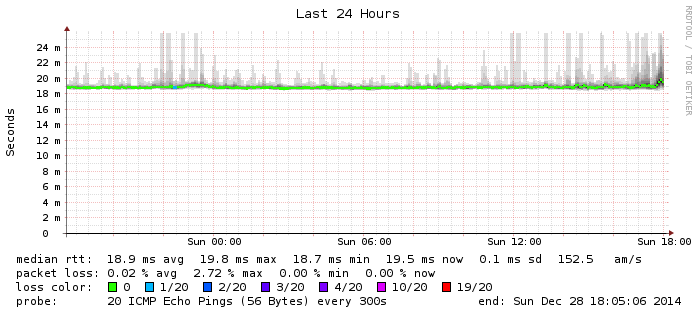 Last 24 Hours
RRDTOOL / TOBI OETIKER
Seconds
24 m
22 m
20 m
18 m
16 m
14 m
12 m
10 m
8 m
6 m
4 m
2 m
0
Sun 00:00 Sun 06:00 Sun 12:00 Sun 18:00
median rtt: 18.9 ms avg 19.8 ms max 18.7 ms min 19.5 ms now 0.1 ms sd 152.5 am/s
packet loss: 0.02 % avg 2.72 % max 0.00 % min 0.00 % now
loss color: 0 1/20 2/20 3/20 4/20 10/20 19/20
probe: 20 ICMP Echo Pings (56 Bytes) every 300s end: Sun Dec 28 18:05:06 2014